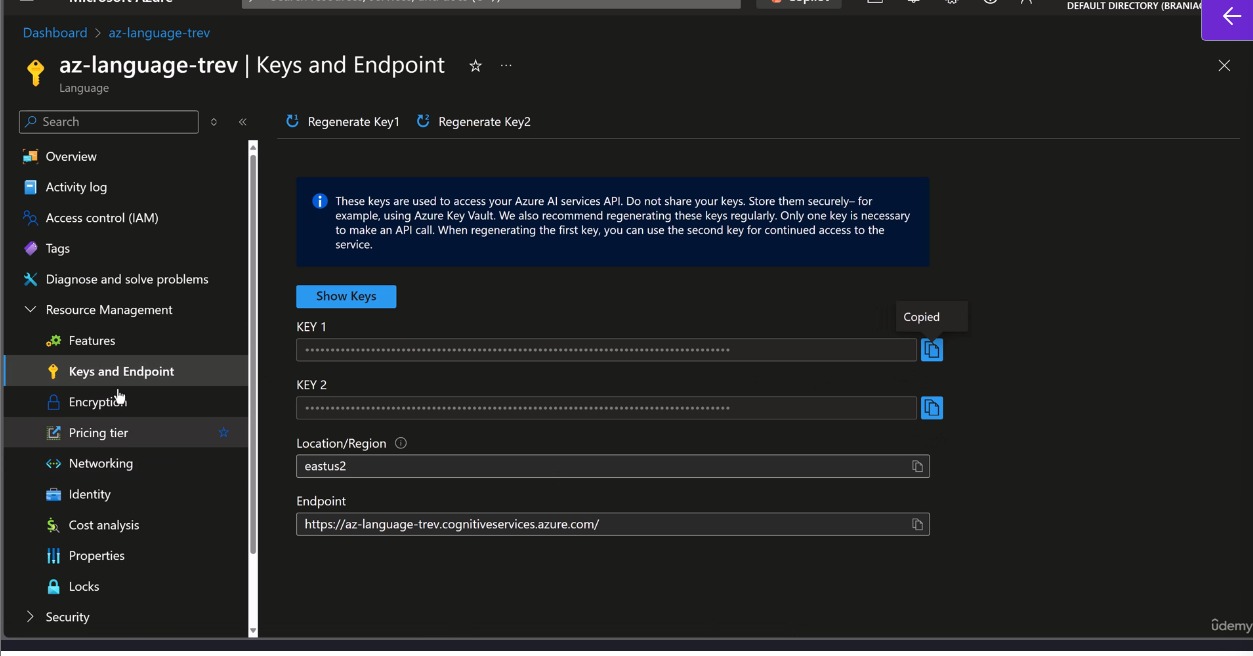 Microsoft Azure
Copilot
DEFAULT DIRECTORY (BRANIAC
Dashboard > az-language-trev
az-language-trev | Keys and Endpoint
Language
Search
Regenerate Key1
Regenerate Key2
Overview
Activity log
Access control (IAM)
Tags
Diagnose and solve problems
Resource Management
Features
Keys and Endpoint
Encryption
Pricing tier
Networking
Identity
Cost analysis
Properties
Locks
Security
These keys are used to access your Azure AI services API. Do not share your keys. Store them securely– for
example, using Azure Key Vault. We also recommend regenerating these keys regularly. Only one key is necessary
to make an API call. When regenerating the first key, you can use the second key for continued access to the
service.
Show Keys
Copied
KEY 1
KEY 2
Location/Region
eastus2
Endpoint
https://az-language-trev.cognitiveservices.azure.com/
ûdemy